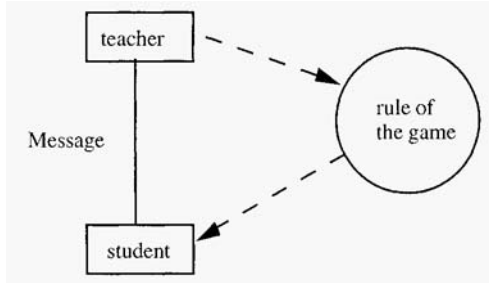 teacher
rule of
the game
Message
student